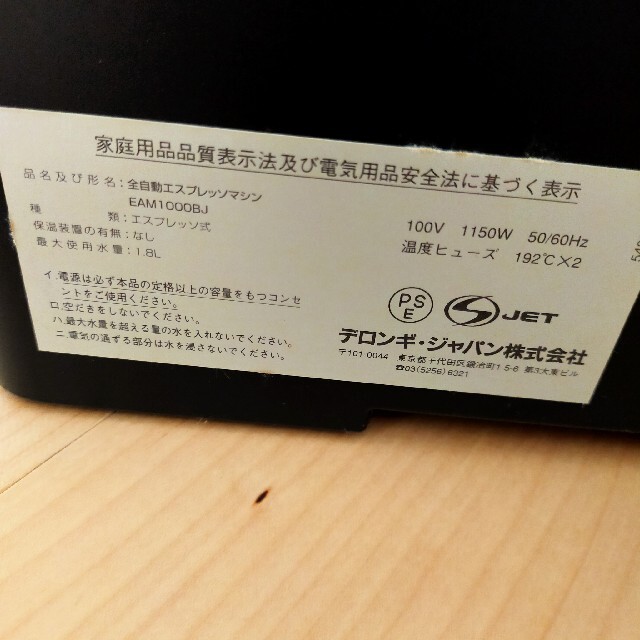 家庭用品品質表示法及び電気用品安全法に基づく表示
品名及び形名：全自動エスプレッソマシン
EAM1000BJ
種　　　　類：エスプレッソ式
保温装置の有無：なし
最大使用水量：1.8L
100V 1150W 50/60Hz
温度ヒューズ 192℃×2
イ.電源は必ず本品の定格以上の容量をもつコンセ
ントをご使用ください。
ロ.空だきをしないでください。
ハ.最大水量を超える量の水を入れないでください。
ニ.電気の通ずる部分は水を浸さないでください。
PS
E
JET
デロンギ・ジャパン株式会社
〒101-0044 東京都千代田区鍛冶町1-5-6 第3大東ビル
☎03(5256)6321